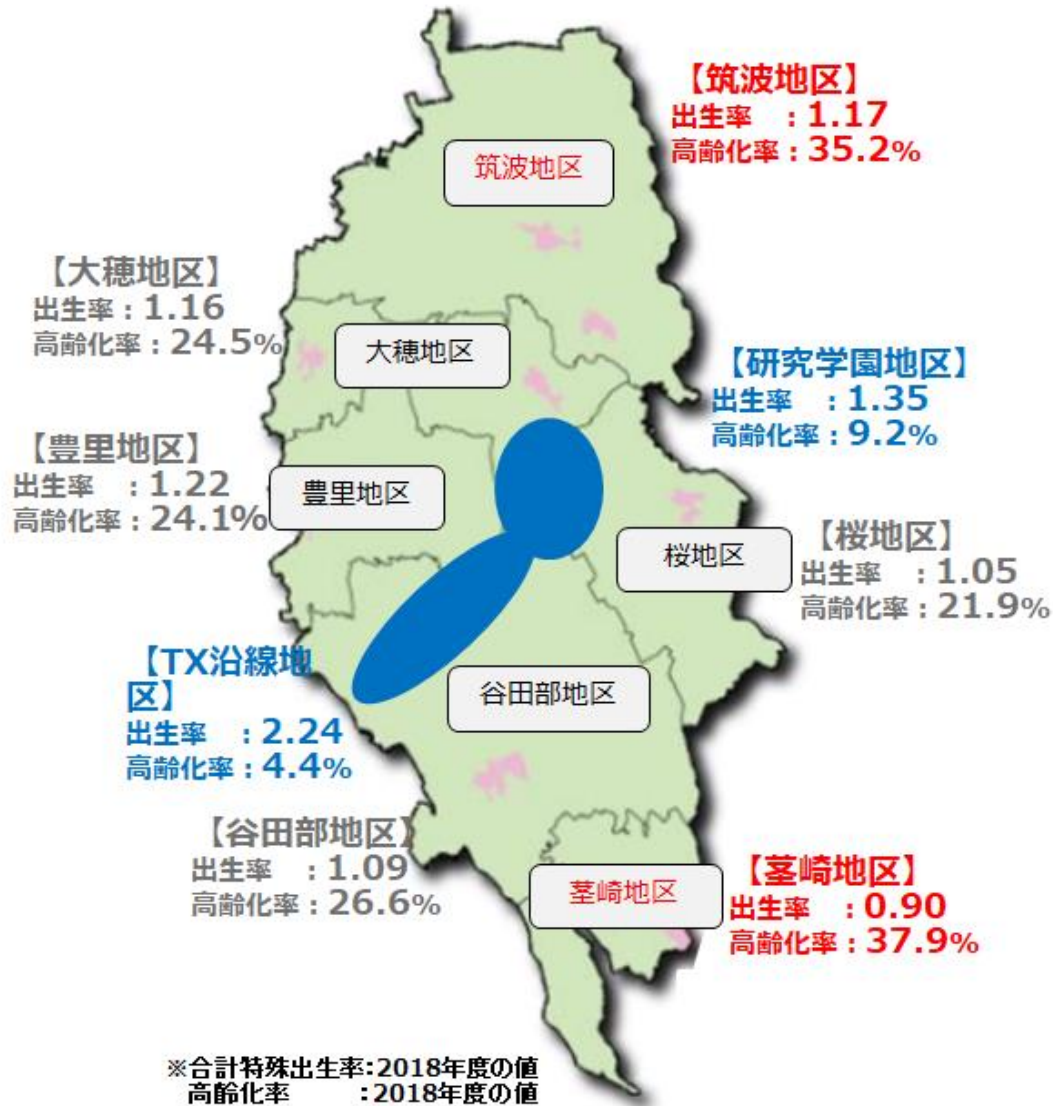 【筑波地区】
出生率 ：1.17
高齢化率：35.2%
筑波地区
【大穂地区】
出生率：1.16
高齢化率：24.5%
大穂地区
【研究学園地区】
出生率 ：1.35
高齢化率：9.2%
【豊里地区】
出生率 ：1.22
高齢化率：24.1%
豊里地区
桜地区
【桜地区】
出生率 ：1.05
高齢化率：21.9%
【TX沿線地
区】
出生率 ：2.24
高齢化率：4.4%
谷田部地区
【谷田部地区】
出生率 ：1.09
高齢化率：26.6%
茎崎地区
【茎崎地区】
出生率 ：0.90
高齢化率：37.9%
※合計特殊出生率：2018年度の値
高齢化率 ：2018年度の値